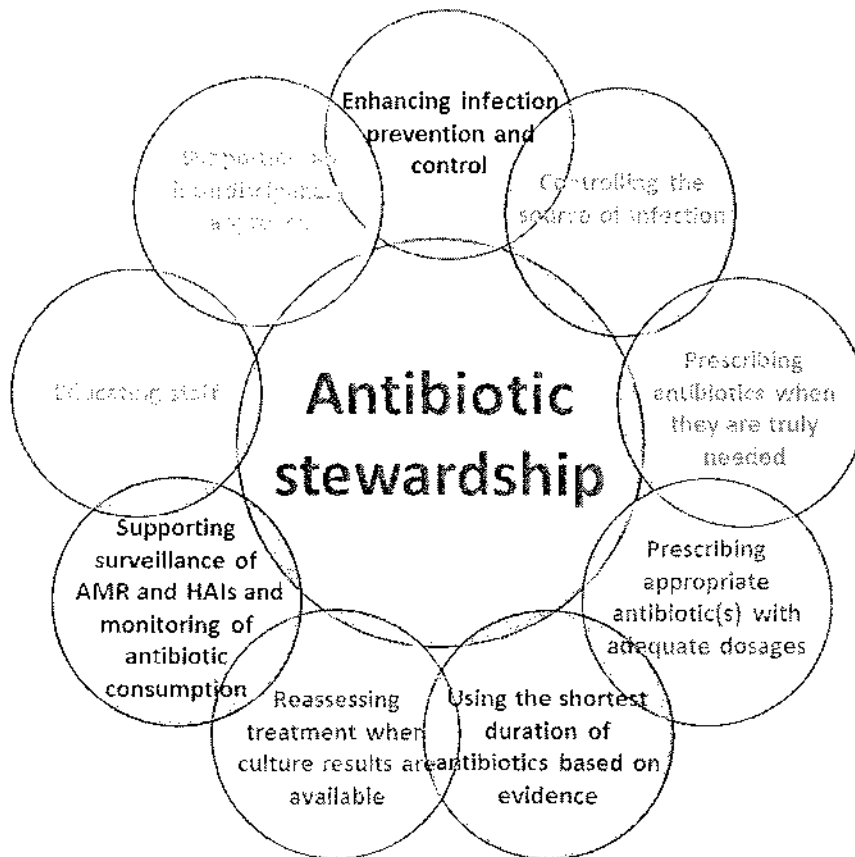 Enhancing infection
prevention and
control
Controlling the
source of infection
Prescribing
antibiotics when
they are truly
needed
Prescribing
appropriate
antibiotic(s) with
adequate dosages
Using the shortest
duration of
antibiotics based on
evidence
Reassessing
treatment when
culture results are
available
Supporting
surveillance of
AMR and HAIs and
monitoring of
antibiotic
consumption
Educating staff
Antibiotic
stewardship